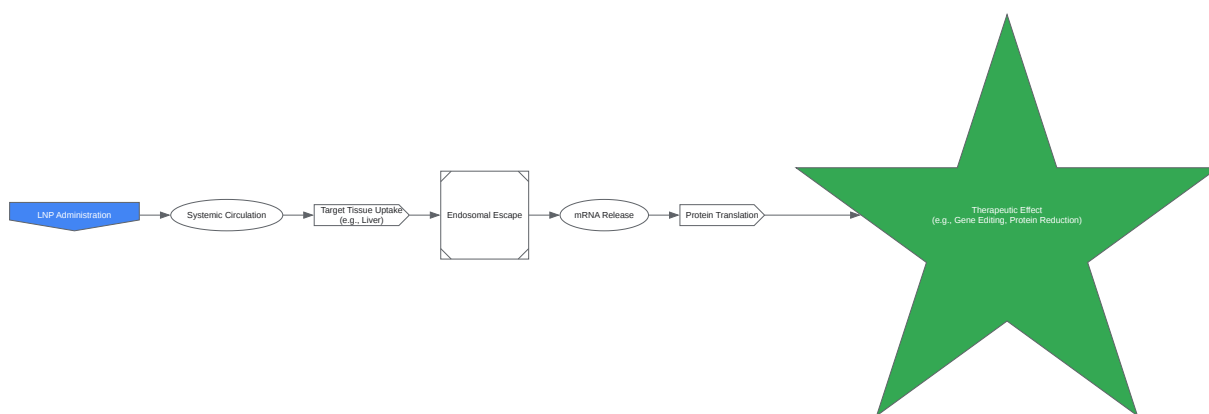 LNP Administration
Systemic Circulation
Target Tissue Uptake
(e.g., Liver)
Endosomal Escape
mRNA Release
Protein Translation
Therapeutic Effect
(e.g., Gene Editing, Protein Reduction)